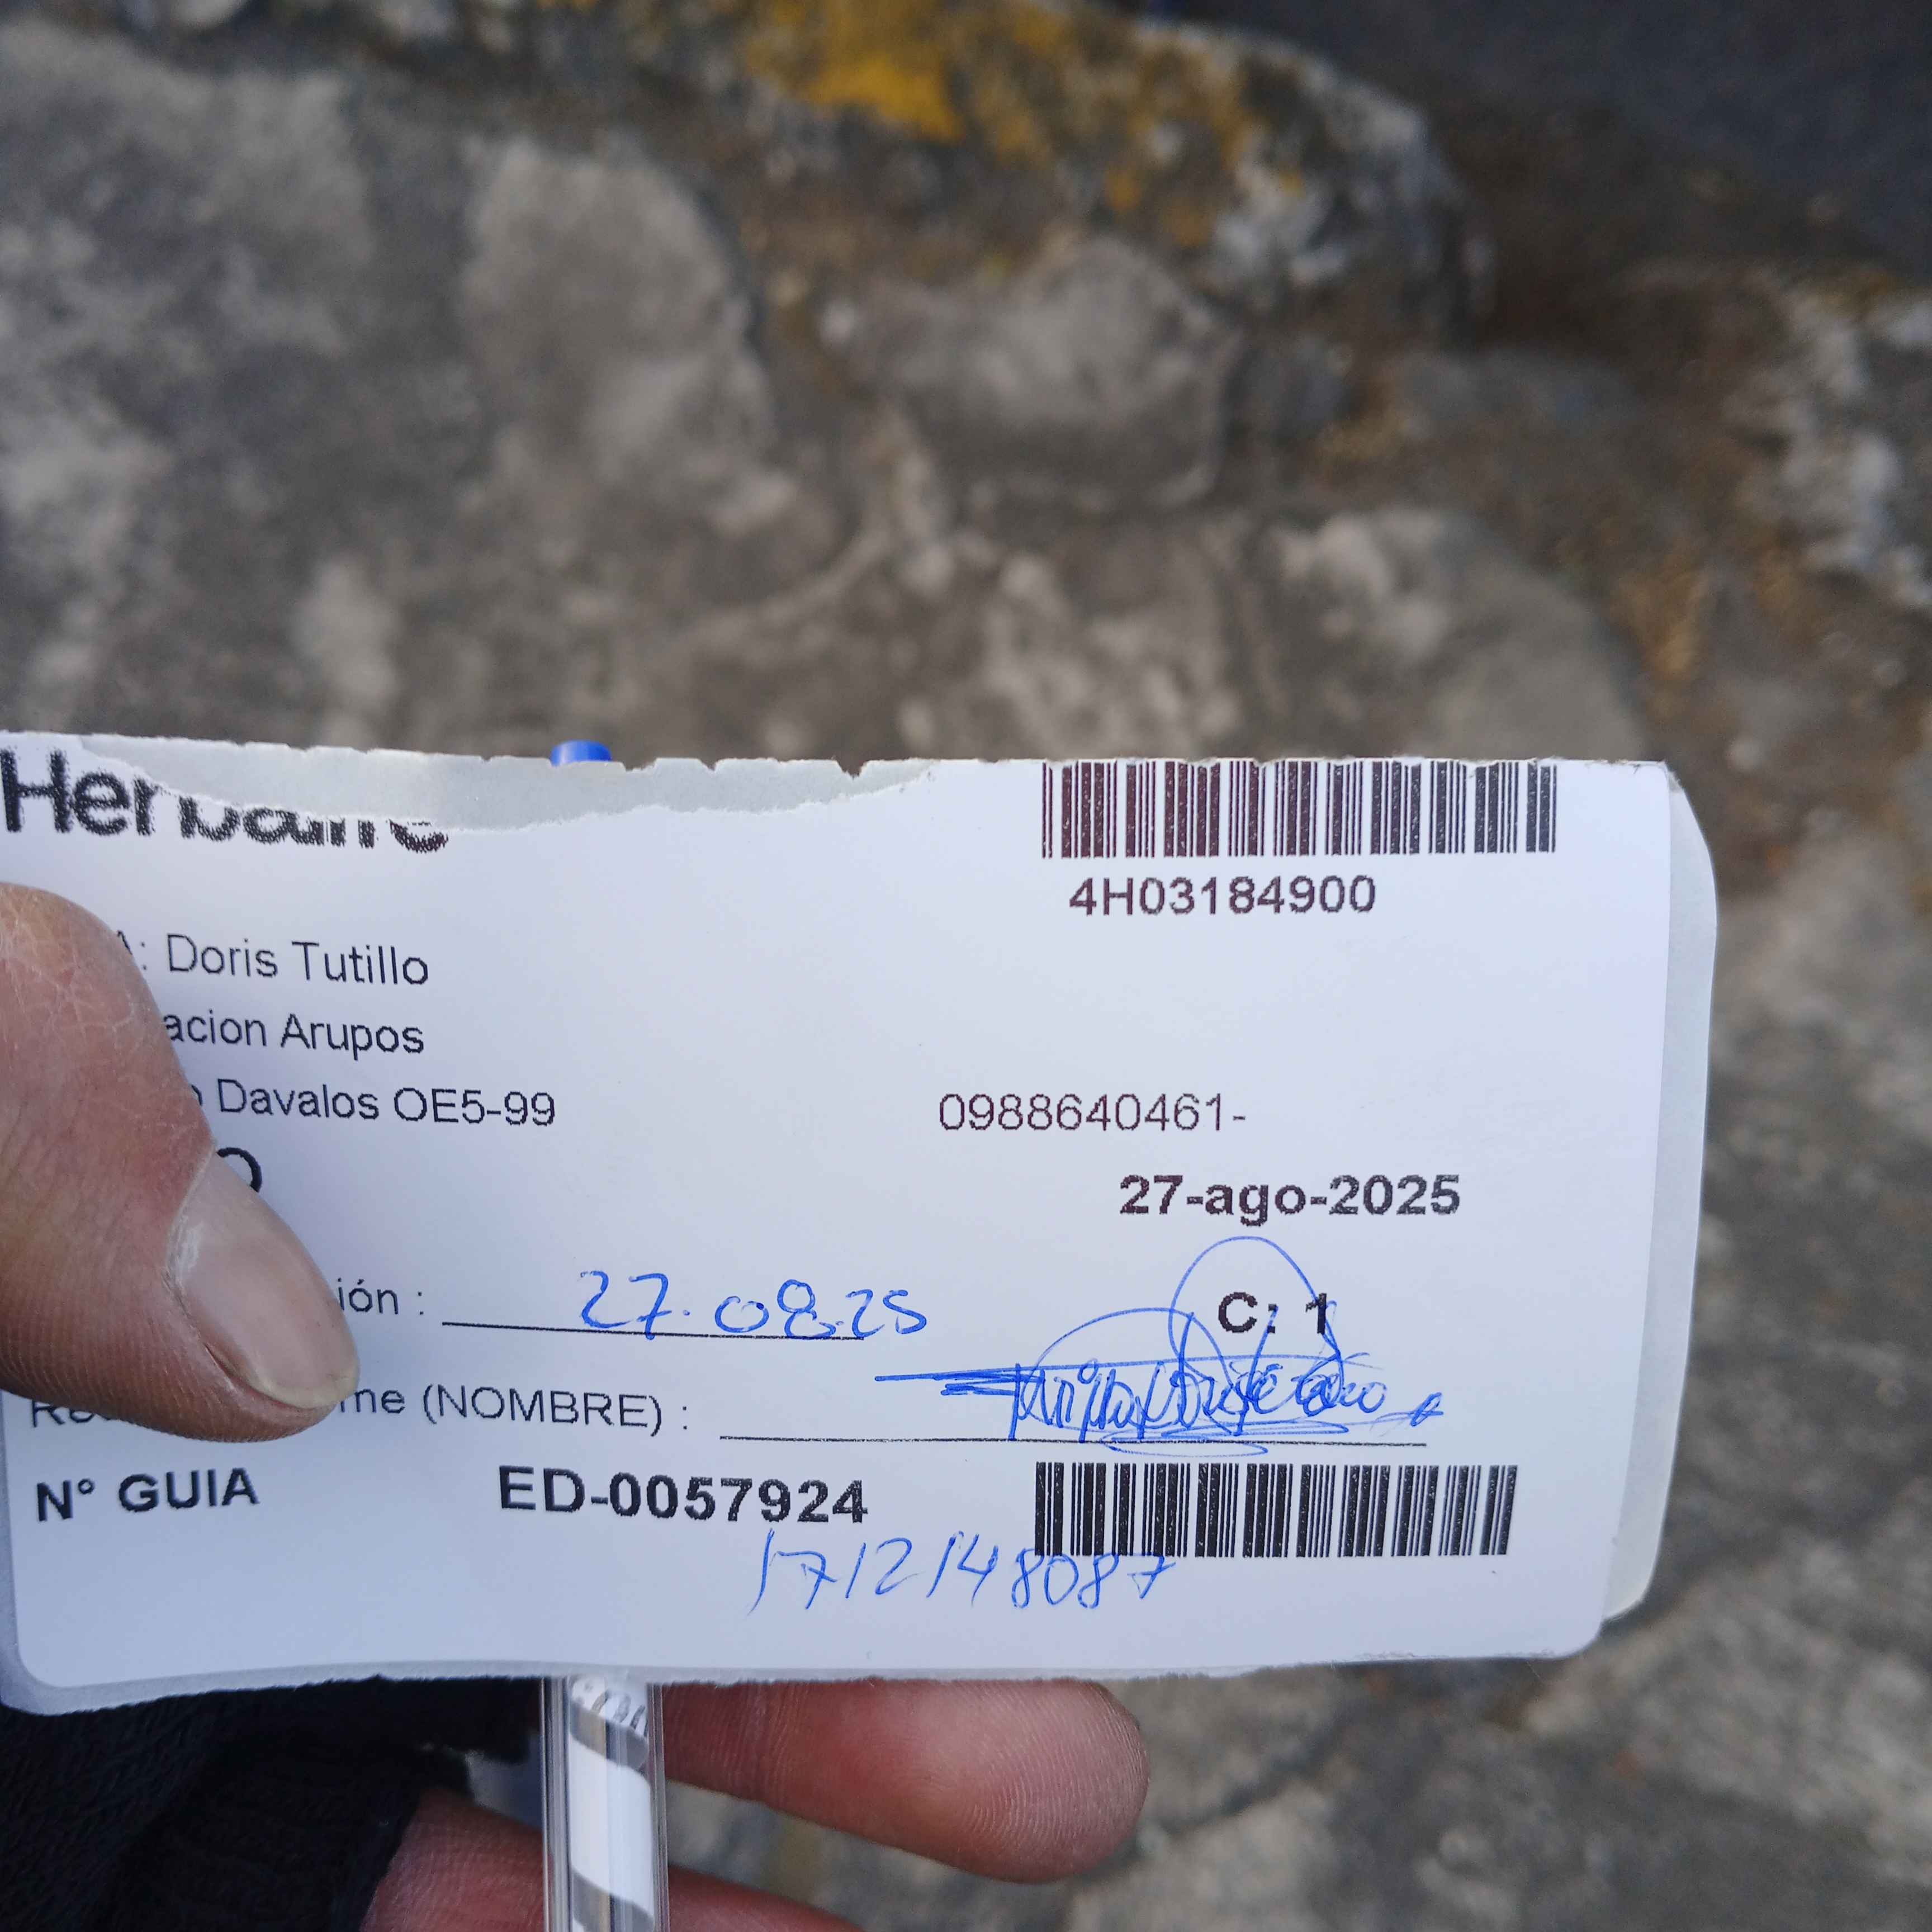 4H03184900
A: Doris Tutillo
acion Arupos
Davalos OE5-99 0988640461-
O
27-ago-2025
ión : 27.08.25
C: 1
me (NOMBRE) :
N° GUIA ED-0057924
1712148087